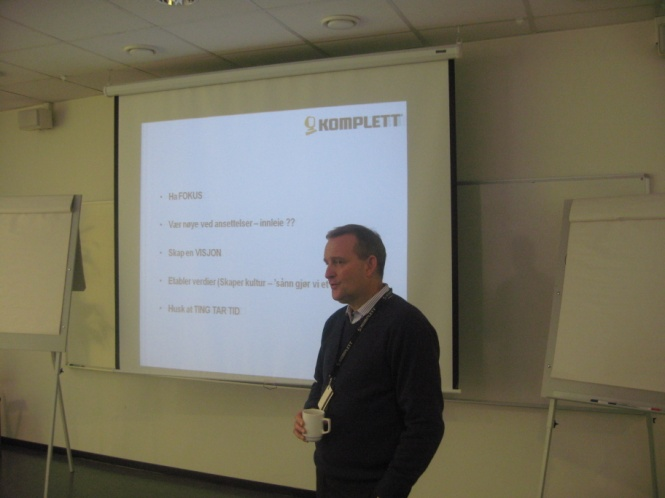 KOMPLETT
• Ha FOKUS
• Vær nøye ved ansettelser – innleie ??
• Skap en VISJON
• Etabler verdier (Skaper kultur – 'sånn gjør vi et
• Husk at TING TAR TID